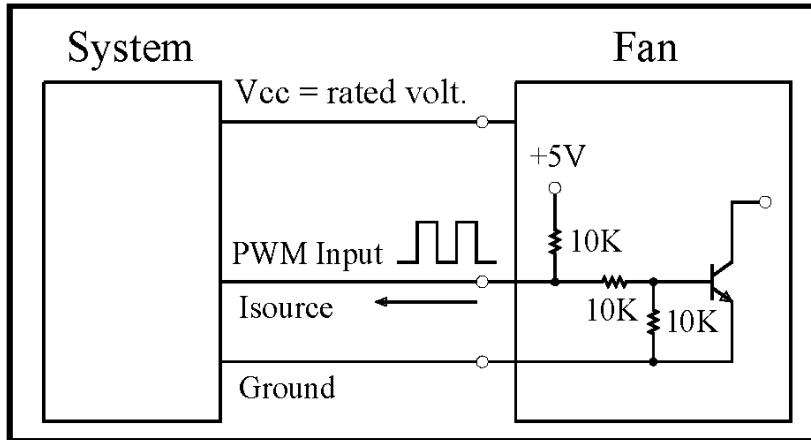 System
Fan
Vcc = rated volt.
+5V
10K
PWM Input
Isource
10K
10K
Ground